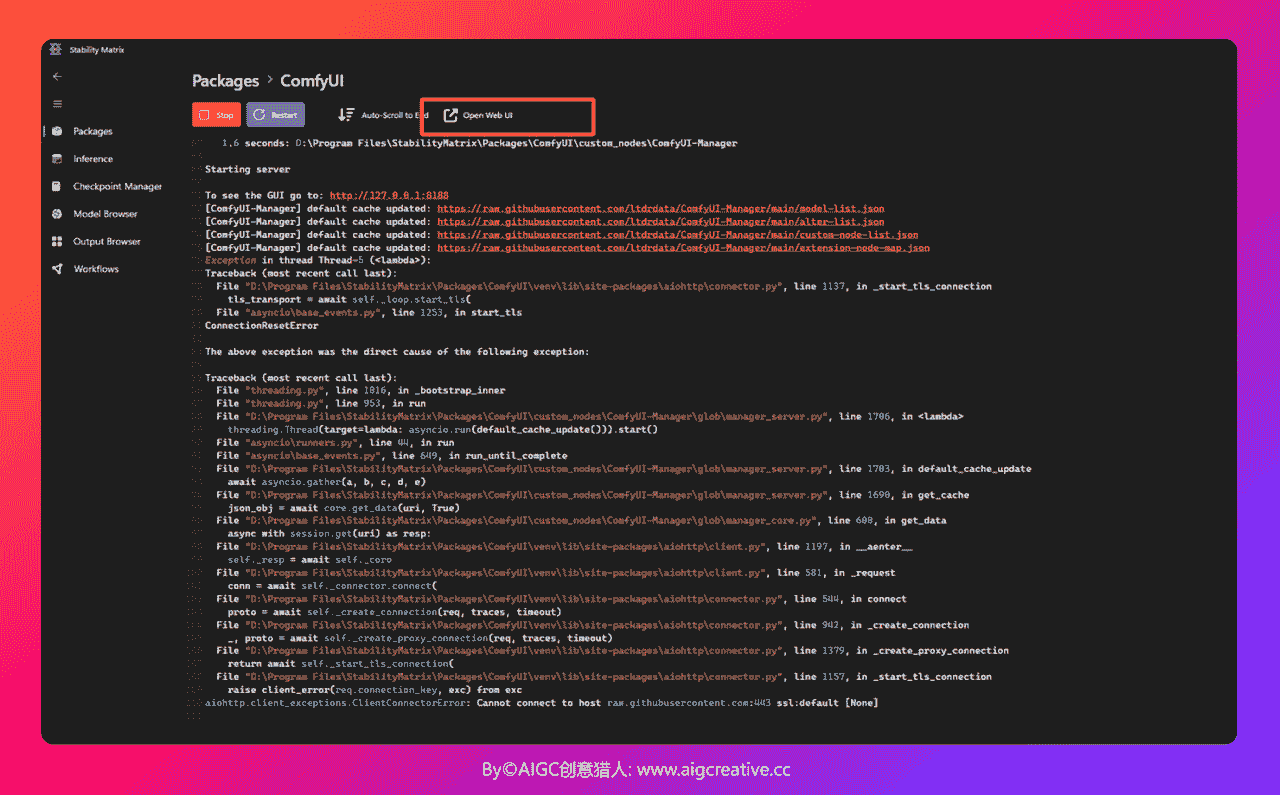 Stability Matrix
Packages > ComfyUI
Stop Restart Auto-Scroll to End Open Web UI
Packages
Inference
Checkpoint Manager
Model Browser
Output Browser
Workflows
1.6 seconds: D:\Program Files\StabilityMatrix\Packages\ComfyUI\custom_nodes\ComfyUI-Manager
Starting server
To see the GUI go to: http://127.0.0.1:8188
[ComfyUI-Manager] default cache updated: https://raw.githubusercontent.com/ltdrdata/ComfyUI-Manager/main/model-list.json
[ComfyUI-Manager] default cache updated: https://raw.githubusercontent.com/ltdrdata/ComfyUI-Manager/main/alter-list.json
[ComfyUI-Manager] default cache updated: https://raw.githubusercontent.com/ltdrdata/ComfyUI-Manager/main/custom-node-list.json
[ComfyUI-Manager] default cache updated: https://raw.githubusercontent.com/ltdrdata/ComfyUI-Manager/main/extension-node-map.json
Exception in thread Thread-5 (<lambda>):
Traceback (most recent call last):
File "D:\Program Files\StabilityMatrix\Packages\ComfyUI\venv\lib\site-packages\aiohttp\connector.py", line 1137, in _start_tls_connection
tls_transport = await self._loop.start_tls(
File "asyncio\base_events.py", line 1253, in start_tls
ConnectionResetError
The above exception was the direct cause of the following exception:
Traceback (most recent call last):
File "threading.py", line 1016, in _bootstrap_inner
File "threading.py", line 953, in run
File "D:\Program Files\StabilityMatrix\Packages\ComfyUI\custom_nodes\ComfyUI-Manager\glob\manager_server.py", line 1706, in <lambda>
threading.Thread(target=lambda: asyncio.run(default_cache_update())).start()
File "asyncio\runners.py", line 44, in run
File "asyncio\base_events.py", line 649, in run_until_complete
File "D:\Program Files\StabilityMatrix\Packages\ComfyUI\custom_nodes\ComfyUI-Manager\glob\manager_server.py", line 1703, in default_cache_update
await asyncio.gather(a, b, c, d, e)
File "D:\Program Files\StabilityMatrix\Packages\ComfyUI\custom_nodes\ComfyUI-Manager\glob\manager_server.py", line 1690, in get_cache
json_obj = await core.get_data(uri, True)
File "D:\Program Files\StabilityMatrix\Packages\ComfyUI\custom_nodes\ComfyUI-Manager\glob\manager_core.py", line 608, in get_data
async with session.get(uri) as resp:
File "D:\Program Files\StabilityMatrix\Packages\ComfyUI\venv\lib\site-packages\aiohttp\client.py", line 1197, in __aenter__
self._resp = await self._coro
File "D:\Program Files\StabilityMatrix\Packages\ComfyUI\venv\lib\site-packages\aiohttp\client.py", line 581, in _request
conn = await self._connector.connect(
File "D:\Program Files\StabilityMatrix\Packages\ComfyUI\venv\lib\site-packages\aiohttp\connector.py", line 544, in connect
proto = await self._create_connection(req, traces, timeout)
File "D:\Program Files\StabilityMatrix\Packages\ComfyUI\venv\lib\site-packages\aiohttp\connector.py", line 942, in _create_connection
_, proto = await self._create_proxy_connection(req, traces, timeout)
File "D:\Program Files\StabilityMatrix\Packages\ComfyUI\venv\lib\site-packages\aiohttp\connector.py", line 1379, in _create_proxy_connection
return await self._start_tls_connection(
File "D:\Program Files\StabilityMatrix\Packages\ComfyUI\venv\lib\site-packages\aiohttp\connector.py", line 1157, in _start_tls_connection
raise client_error(req.connection_key, exc) from exc
aiohttp.client_exceptions.ClientConnectorError: Cannot connect to host raw.githubusercontent.com:443 ssl:default [None]
By©AIGC创意猎人: www.aigcreative.cc